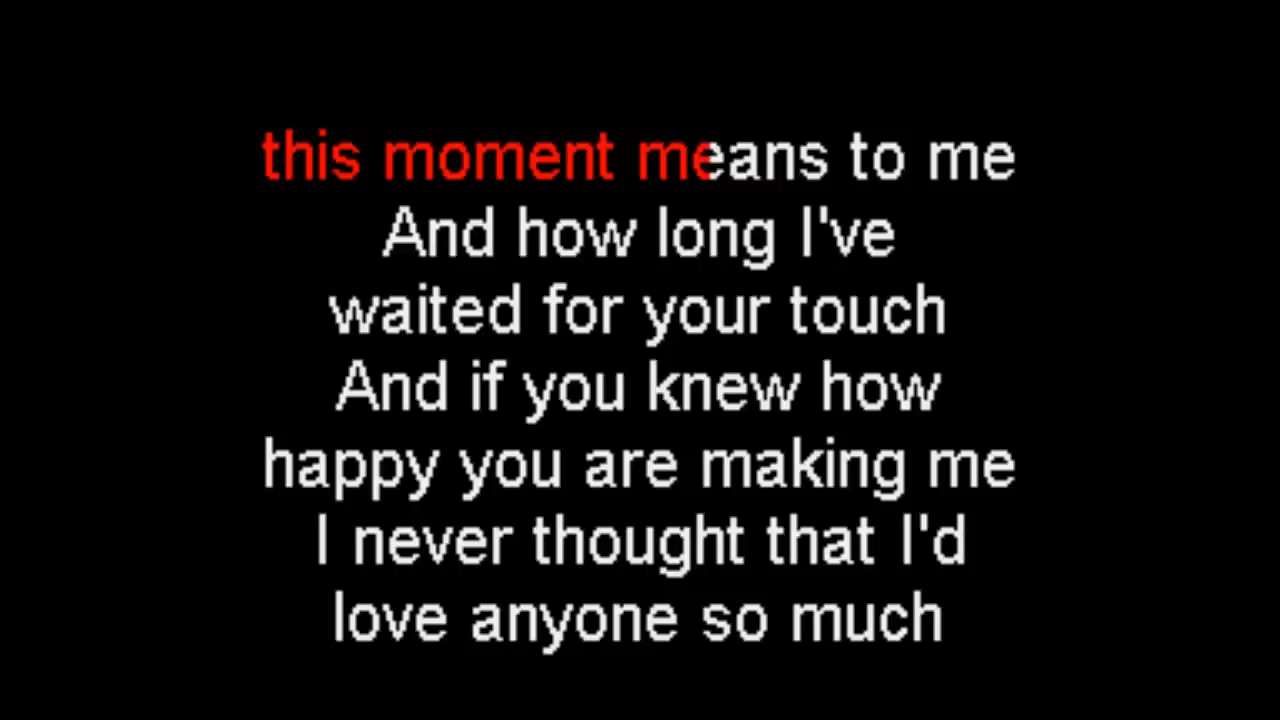 this moment means to me
And how long I've
waited for your touch
And if you knew how
happy you are making me
I never thought that I'd
love anyone so much